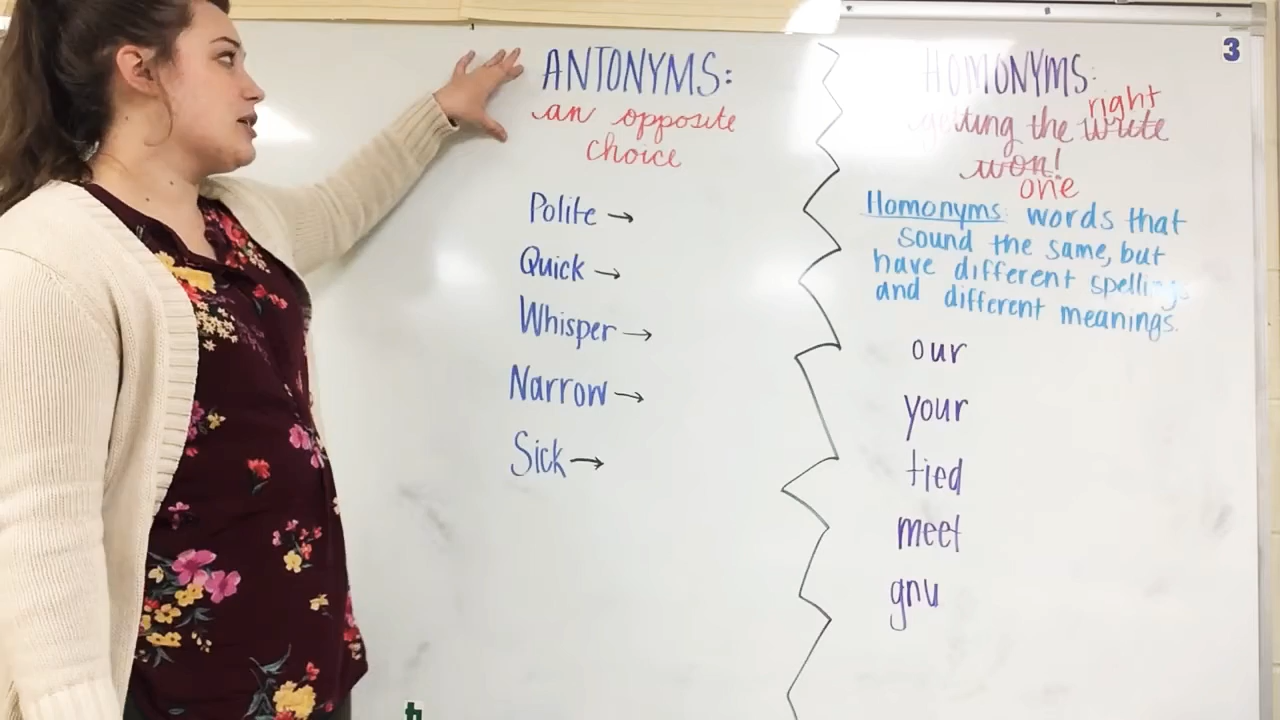 ANTONYMS:
an opposite
choice
Polite →
Quick →
Whisper →
Narrow →
Sick →
HOMONYMS:
right
getting the write
won!
one
Homonyms: words that
sound the same, but
have different spellings
and different meanings.
our
your
tied
meet
gnu
3
4